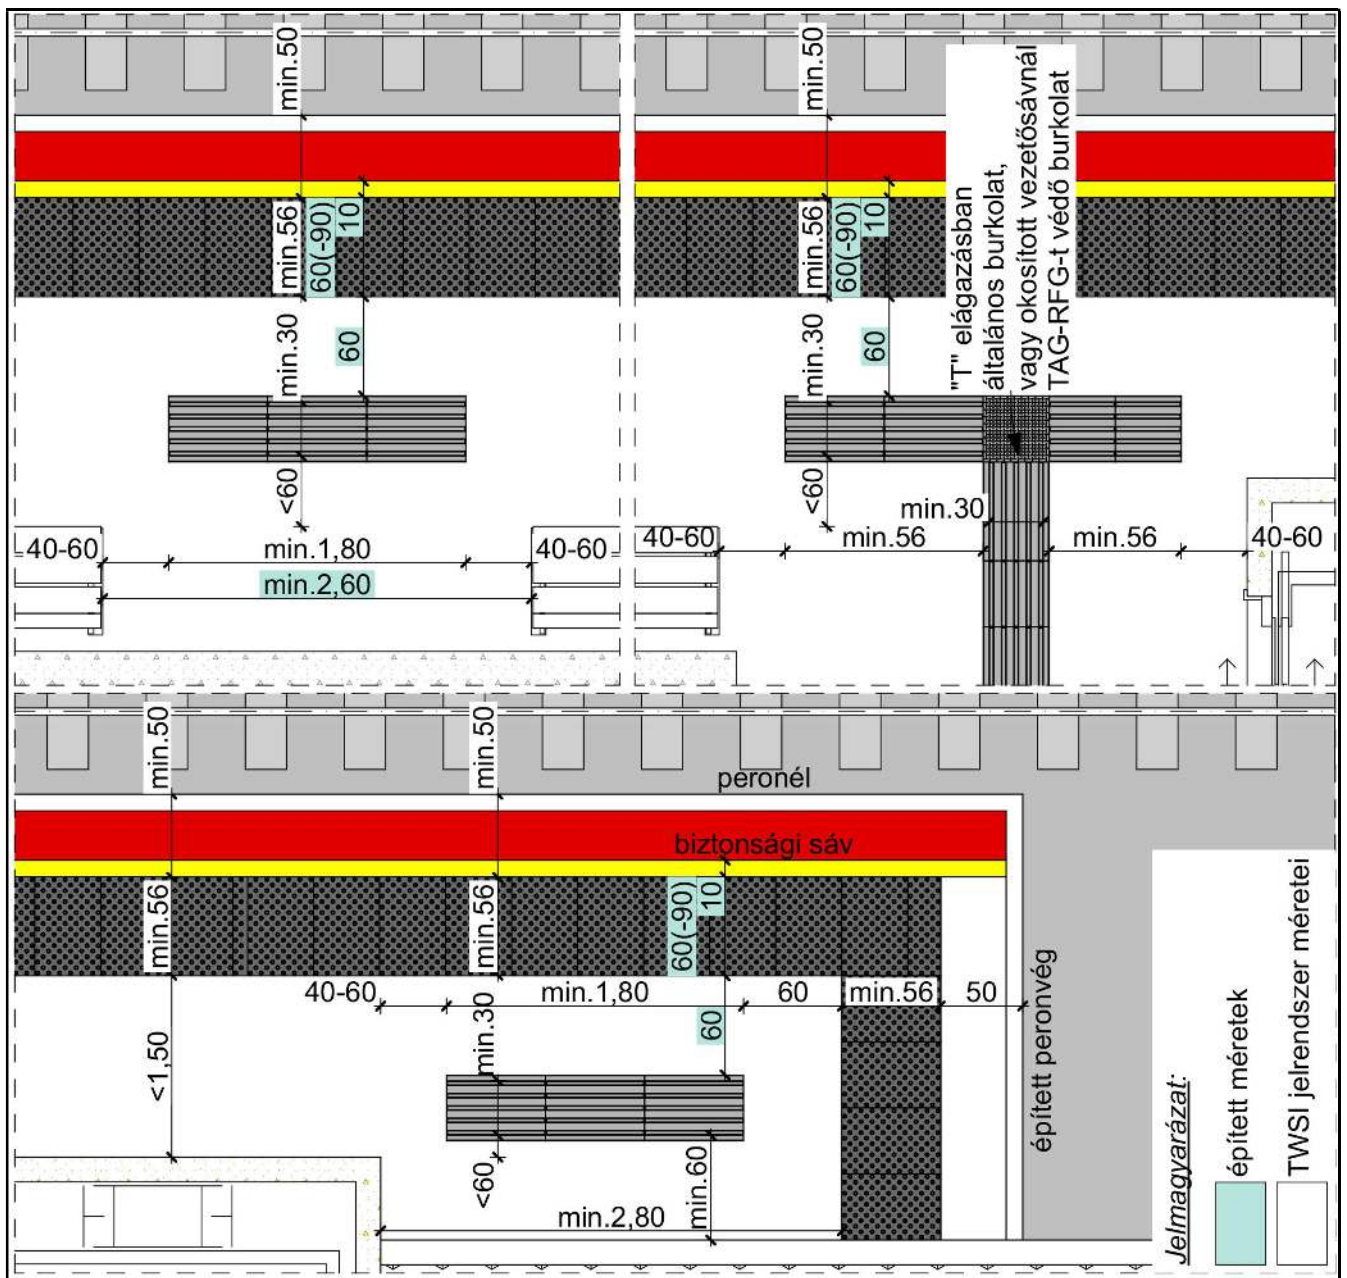 min.50
min.56
60(-90)
10
min.30
60
<60
40-60
min.1,80
40-60
min.2,60
min.50
min.56
60(-90)
10
min.30
60
"T" elágazásban
általános burkolat,
vagy okosított vezetősávnál
TAG-RFG-t védő burkolat
<60
min.30
40-60
min.56
min.56
40-60
min.50
min.50
peronél
biztonsági sáv
min.56
min.56
60(-90)
10
40-60
min.1,80
60
min.56
50
<1,50
min.30
60
<60
min.60
min.2,80
épített peronvég
Jelmagyarázat:
épített méretek
TWSI jelrendszer méretei